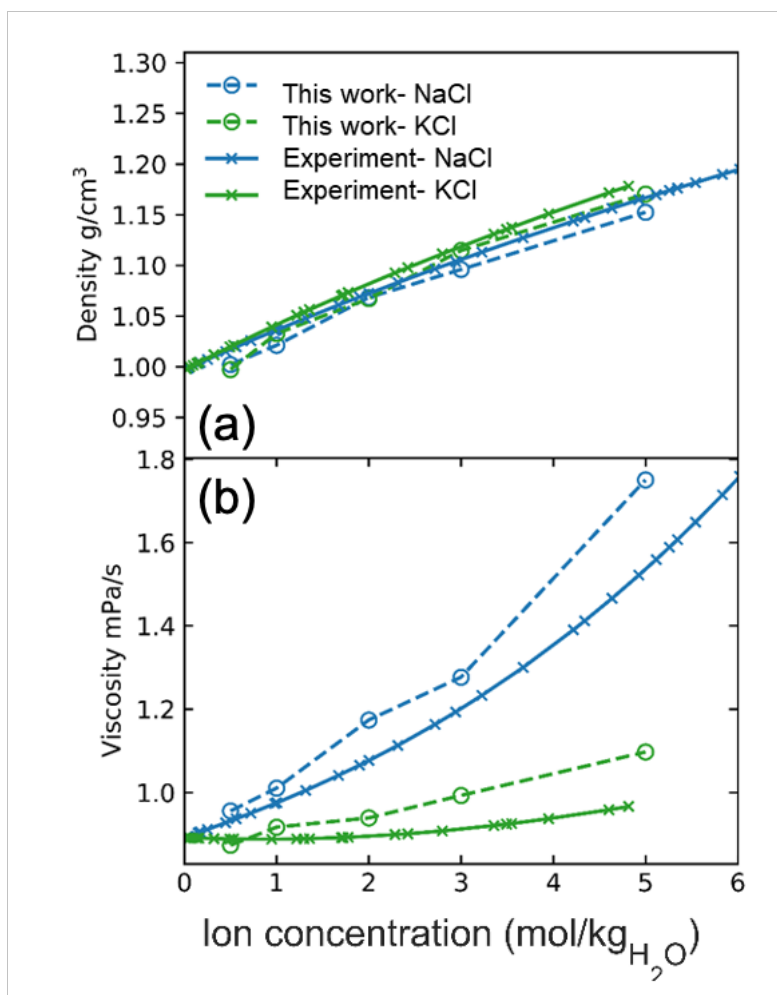 1.30
1.25
1.20
1.15
1.10
1.05
1.00
0.95
Density g/cm³
This work- NaCl
This work- KCl
Experiment- NaCl
Experiment- KCl
(a)
1.8
1.6
1.4
1.2
1.0
Viscosity mPa/s
(b)
0 1 2 3 4 5 6
Ion concentration (mol/kg_H₂O)